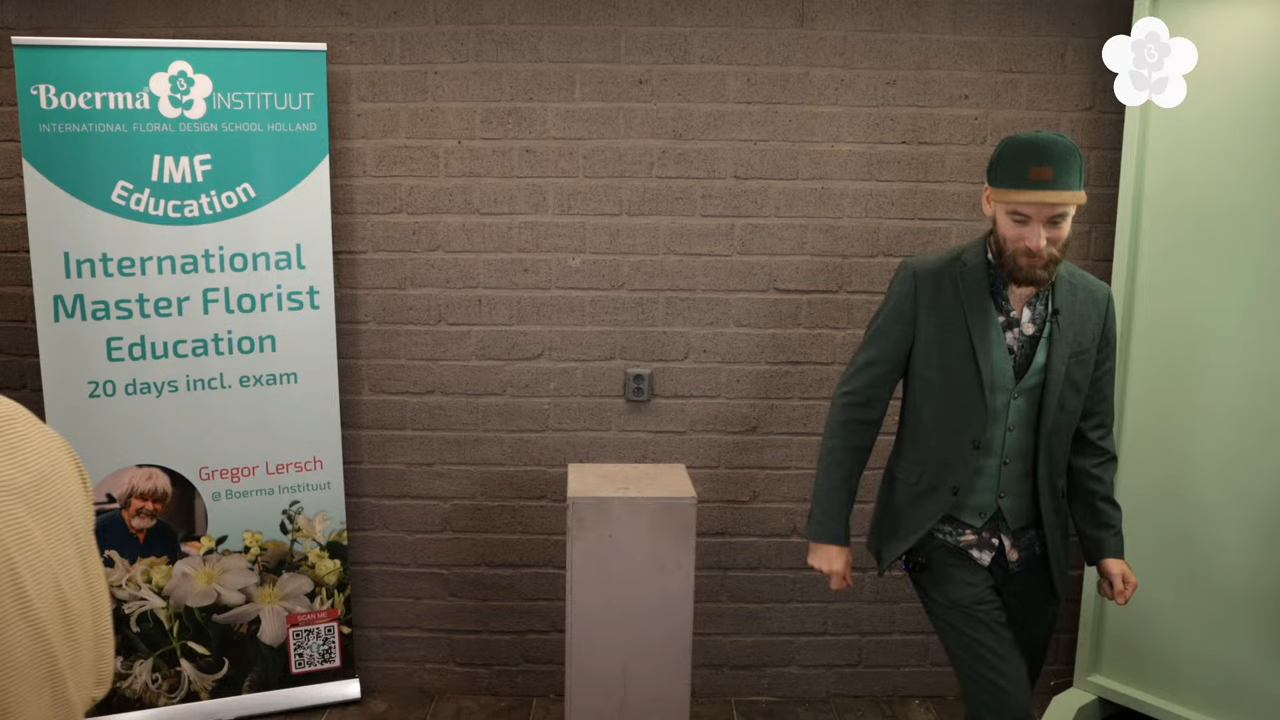 Boerma INSTITUUT
INTERNATIONAL FLORAL DESIGN SCHOOL HOLLAND
IMF
Education
International
Master Florist
Education
20 days incl. exam
Gregor Lersch
@ Boerma Instituut
SCAN ME